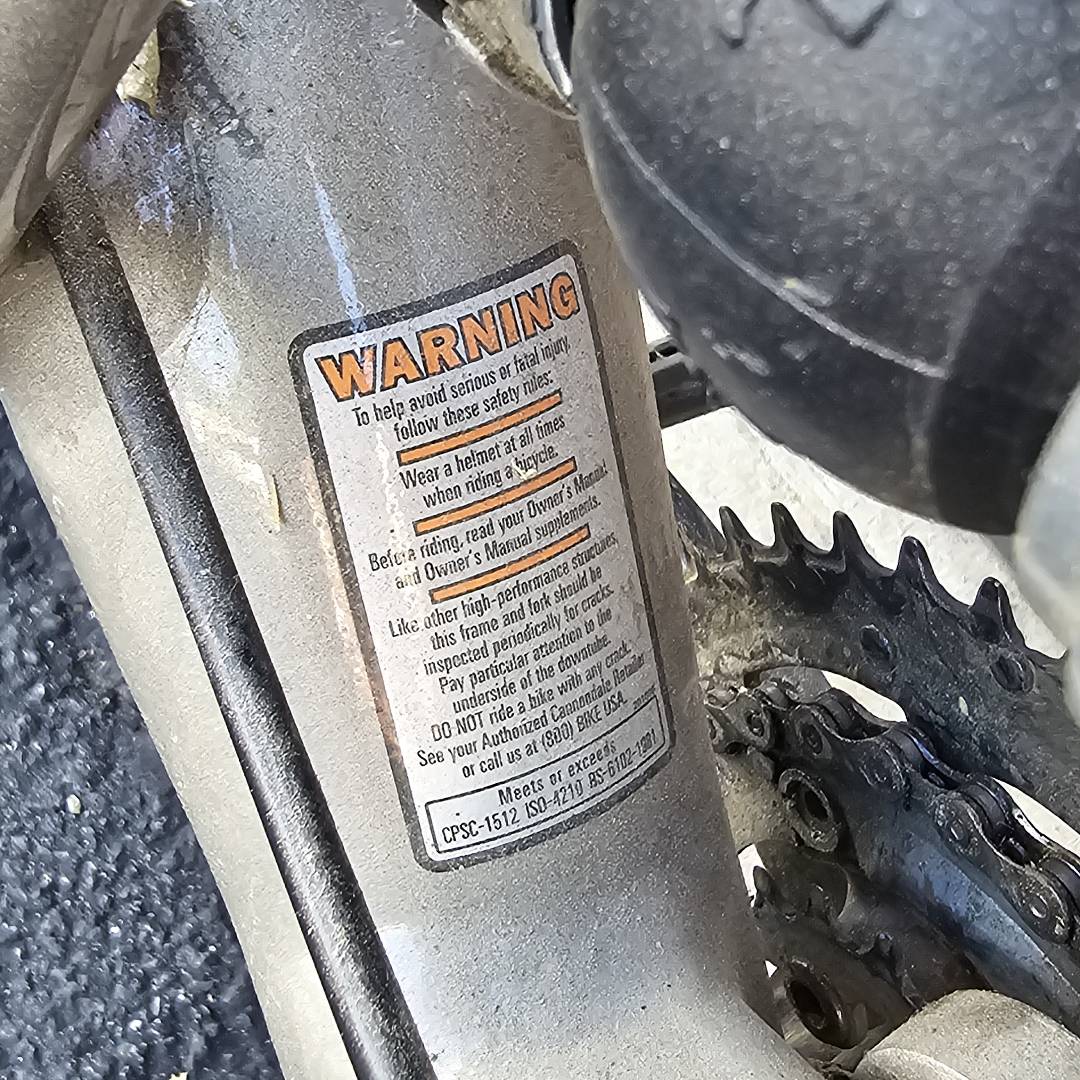 WARNING
To help avoid serious or fatal injury,
follow these safety rules:
Wear a helmet at all times
when riding a bicycle.
Before riding, read your Owner's Manual
and Owner's Manual supplements.
Like other high-performance structures,
this frame and fork should be
inspected periodically for cracks.
Pay particular attention to the
underside of the downtube.
DO NOT ride a bike with any crack.
See your Authorized Cannondale Retailer
or call us at (800) BIKE USA.
Meets or exceeds
CPSC-1512 ISO-4210 BS-6102-1981